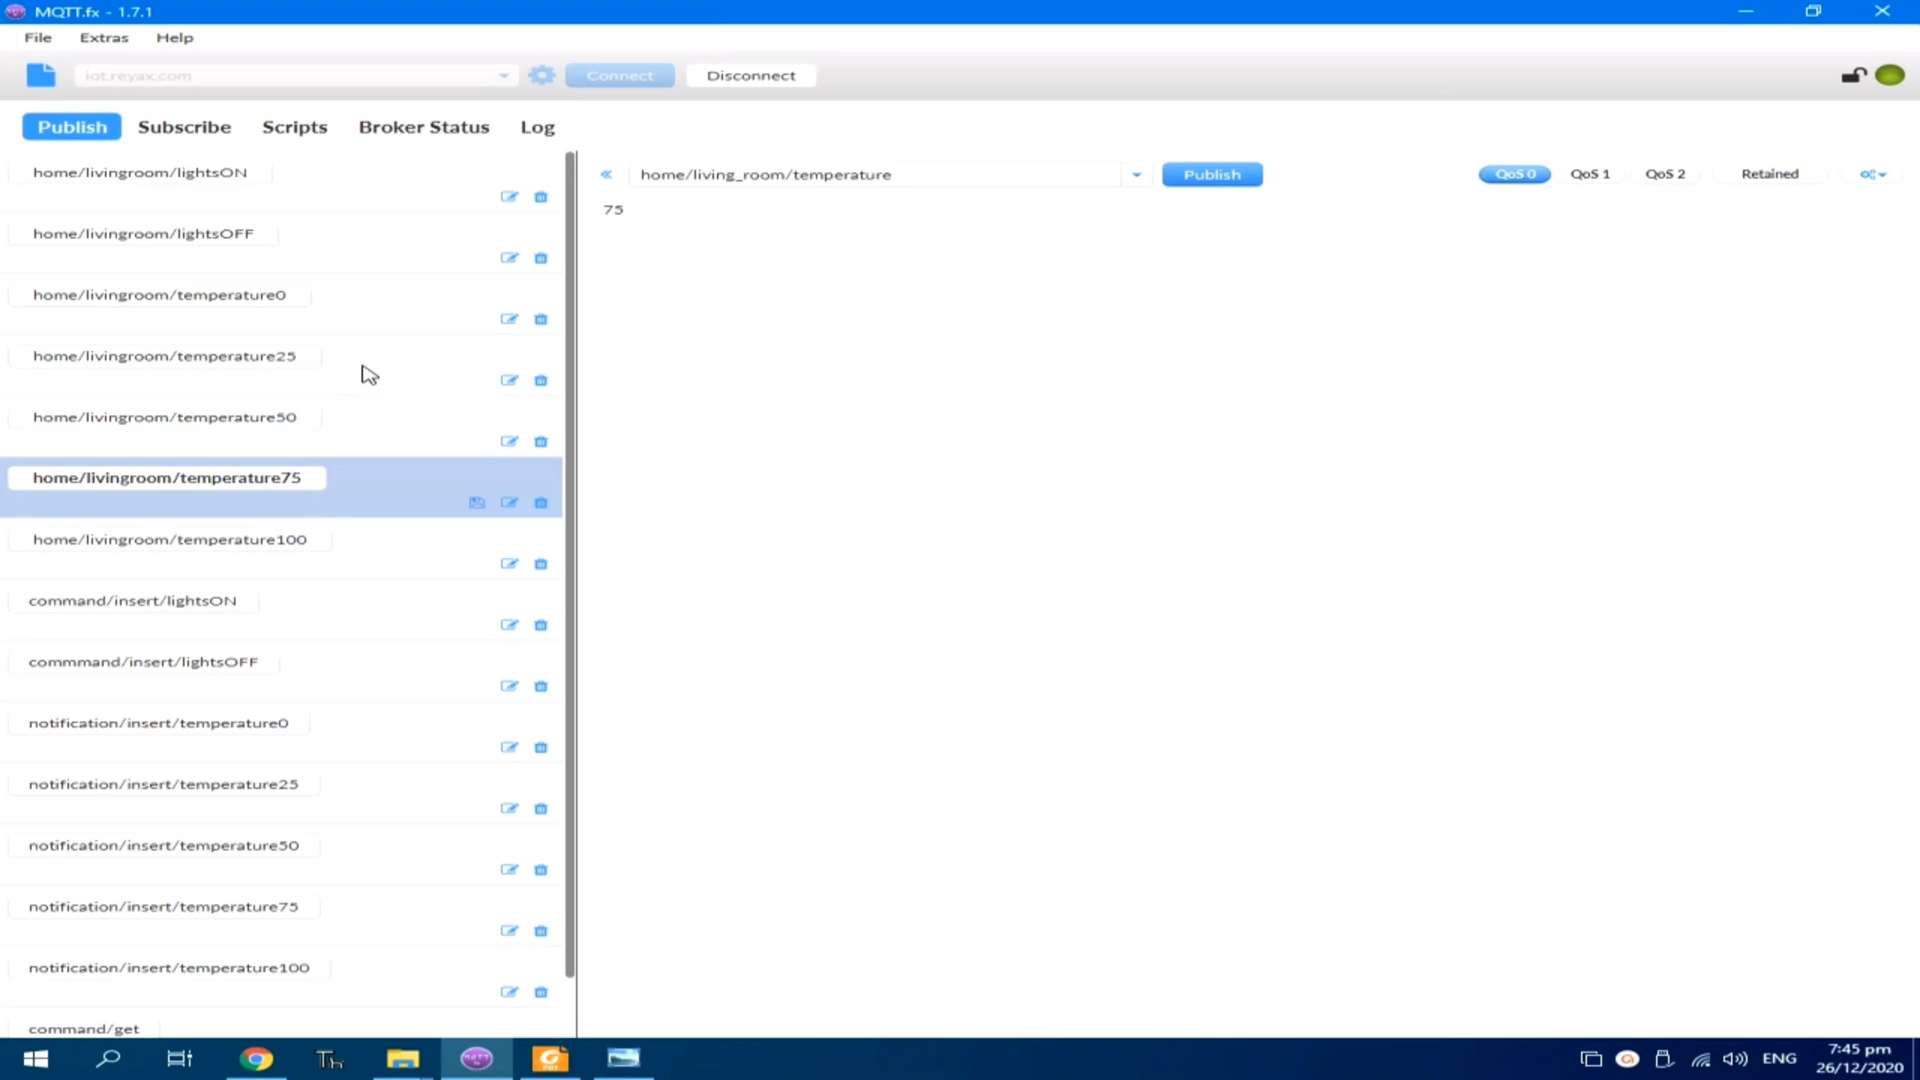 MQTT.fx - 1.7.1
File Extras Help
iot.reyax.com Connect Disconnect
Publish Subscribe Scripts Broker Status Log
home/livingroom/lightsON
home/livingroom/lightsOFF
home/livingroom/temperature0
home/livingroom/temperature25
home/livingroom/temperature50
home/livingroom/temperature75
home/livingroom/temperature100
command/insert/lightsON
commmand/insert/lightsOFF
notification/insert/temperature0
notification/insert/temperature25
notification/insert/temperature50
notification/insert/temperature75
notification/insert/temperature100
command/get
home/living_room/temperature Publish QoS 0 QoS 1 QoS 2 Retained
75
Th
ENG
7:45 pm
26/12/2020